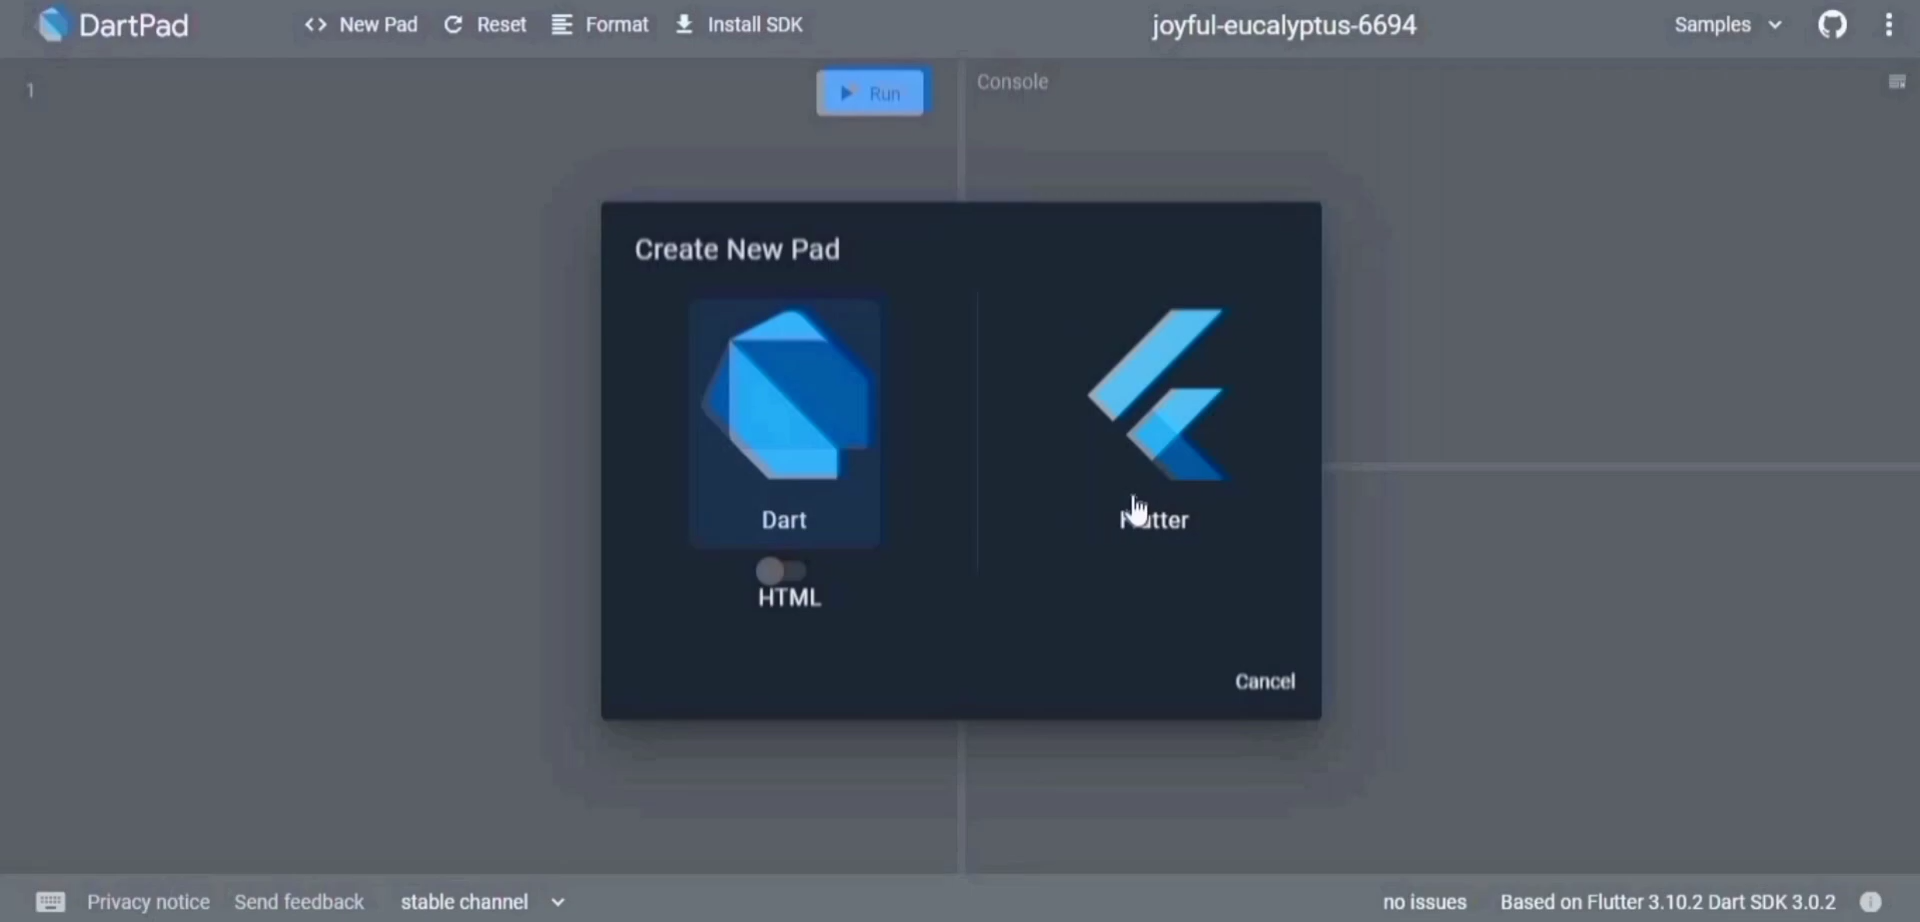 DartPad
New Pad
Reset
Format
Install SDK
joyful-eucalyptus-6694
Samples
1
Run
Console
Create New Pad
Dart
Flutter
HTML
Cancel
Privacy notice
Send feedback
stable channel
no issues
Based on Flutter 3.10.2 Dart SDK 3.0.2